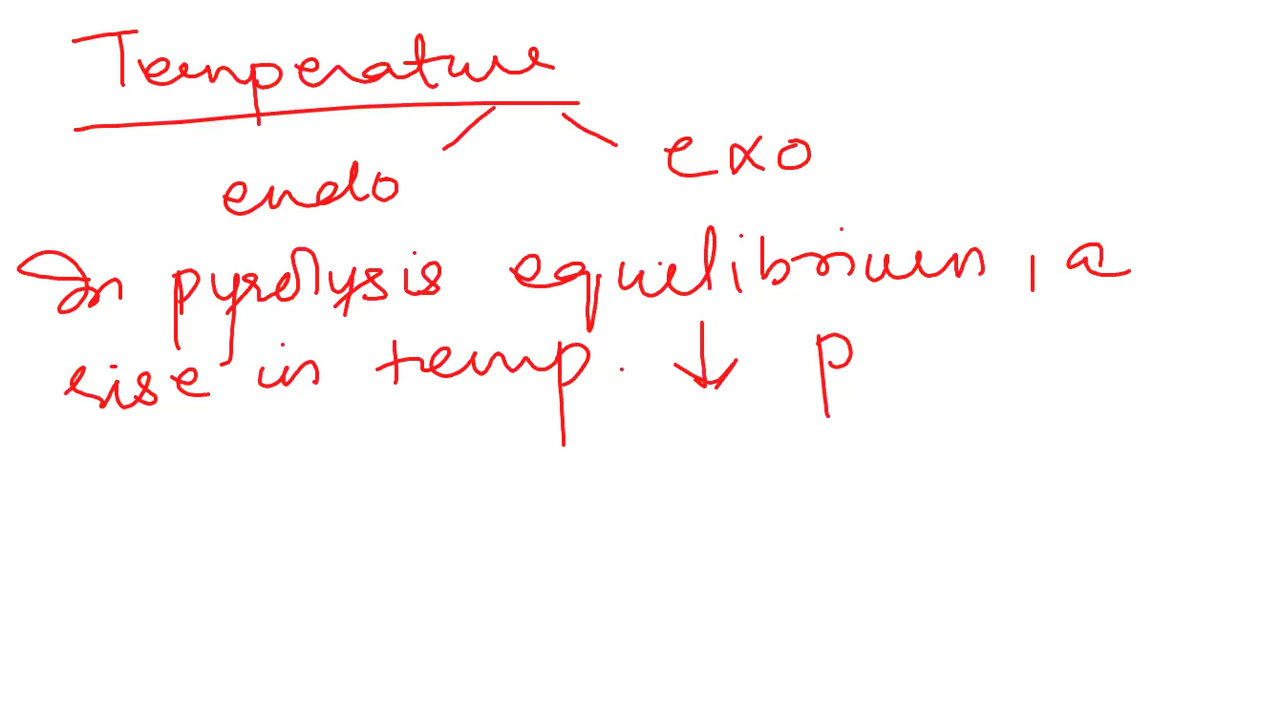 Temperature
endo exo
In pyrolysis equilibrium, a
rise in temp. ↓ p